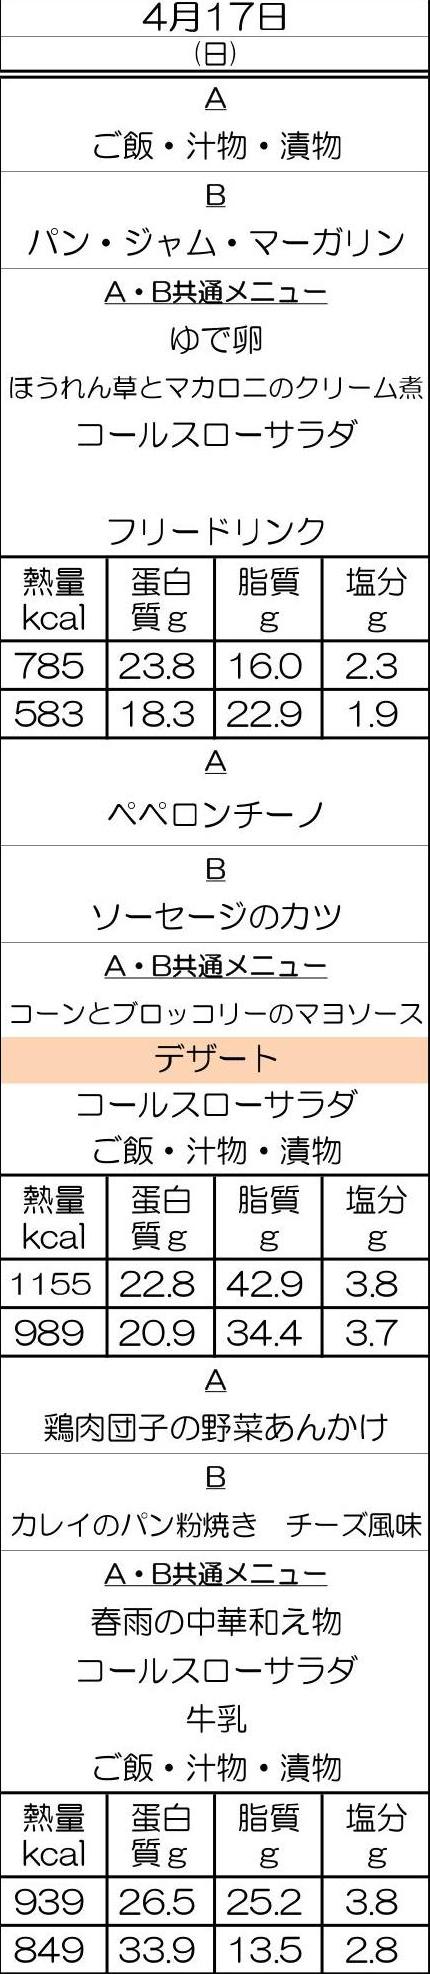 4月17日
(日)
A
ご飯・汁物・漬物
B
パン・ジャム・マーガリン
A・B共通メニュー
ゆで卵
ほうれん草とマカロニのクリーム煮
コールスローサラダ
フリードリンク
熱量 蛋白 脂質 塩分
kcal 質g g g
785 23.8 16.0 2.3
583 18.3 22.9 1.9
A
ペペロンチーノ
B
ソーセージのカツ
A・B共通メニュー
コーンとブロッコリーのマヨソース
デザート
コールスローサラダ
ご飯・汁物・漬物
熱量 蛋白 脂質 塩分
kcal 質g g g
1155 22.8 42.9 3.8
989 20.9 34.4 3.7
A
鶏肉団子の野菜あんかけ
B
カレイのパン粉焼き　チーズ風味
A・B共通メニュー
春雨の中華和え物
コールスローサラダ
牛乳
ご飯・汁物・漬物
熱量 蛋白 脂質 塩分
kcal 質g g g
939 26.5 25.2 3.8
849 33.9 13.5 2.8